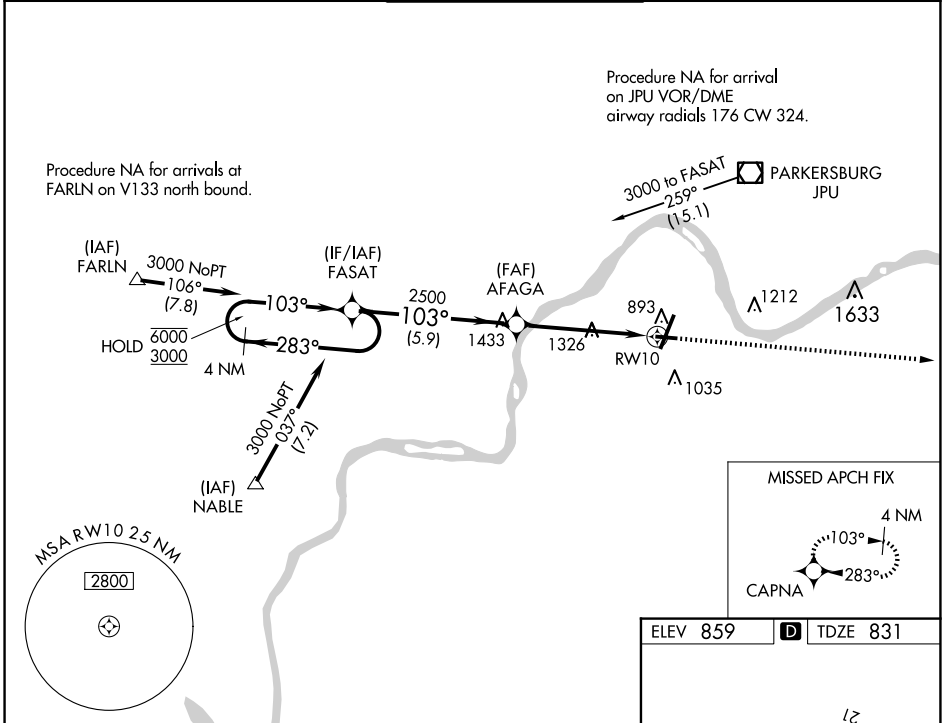 Procedure NA for arrival
on JPU VOR/DME
airway radials 176 CW 324.
Procedure NA for arrivals at
FARLN on V133 north bound.
3000 to FASAT
259°
(15.1)
PARKERSBURG
JPU
(IAF)
FARLN
3000 NoPT
106°
(7.8)
(IF/IAF)
FASAT
103°
283°
HOLD 6000
3000
4 NM
2500
103°
(5.9)
(FAF)
AFAGA
1433
1326
893
RW10
1212
1633
1035
3000 NoPT
037°
(7.2)
(IAF)
NABLE
MISSED APCH FIX
4 NM
103°
283°
CAPNA
MSA RW10 25 NM
2800
ELEV 859 D TDZE 831
21